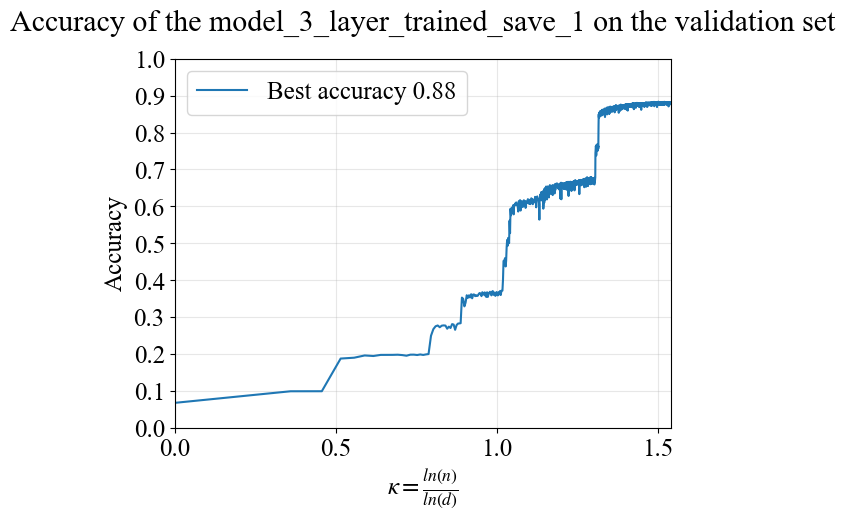 Accuracy of the model_3_layer_trained_save_1 on the validation set
1.0
0.9
0.8
0.7
0.6
0.5
0.4
0.3
0.2
0.1
0.0
Accuracy
Best accuracy 0.88
0.0 0.5 1.0 1.5
κ = ln(n) / ln(d)